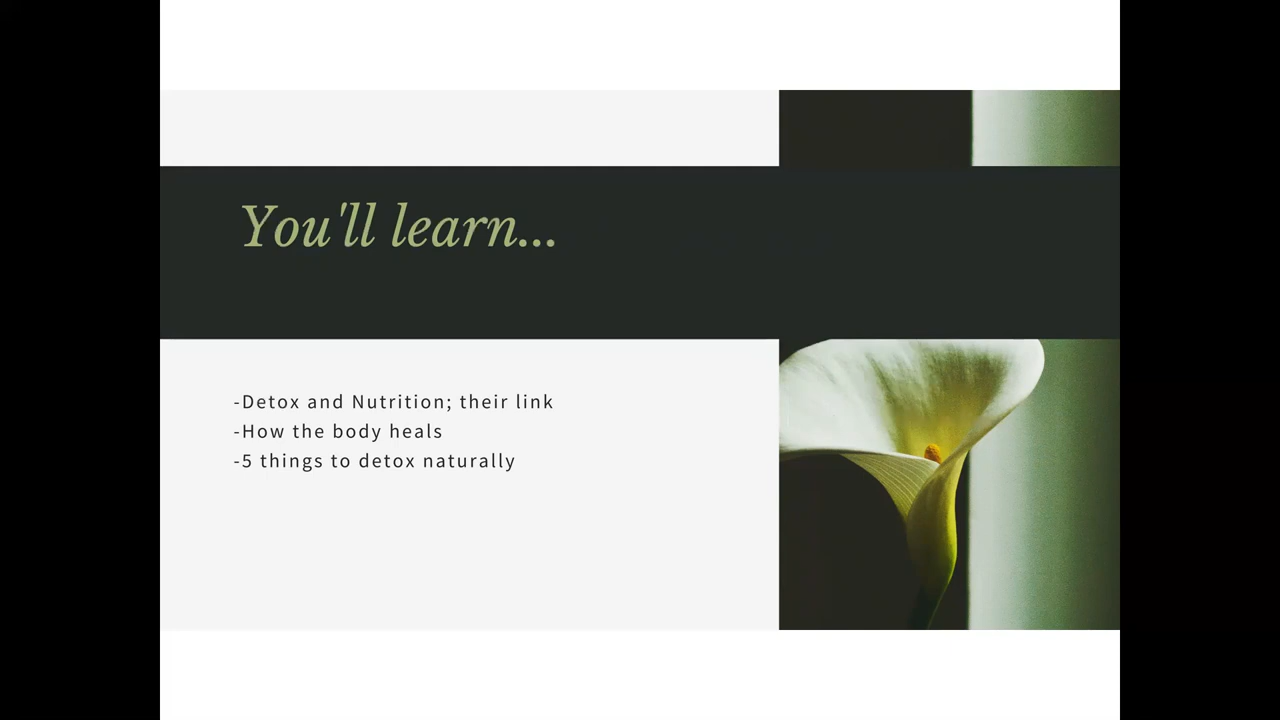 You'll learn...
-Detox and Nutrition; their link
-How the body heals
-5 things to detox naturally